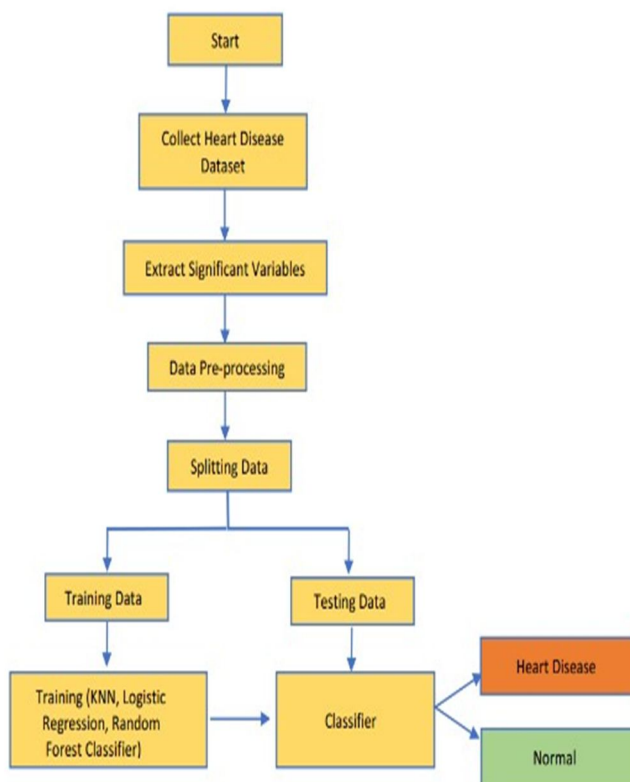 Start
Collect Heart Disease
Dataset
Extract Significant Variables
Data Pre-processing
Splitting Data
Training Data
Testing Data
Training (KNN, Logistic
Regression, Random
Forest Classifier)
Classifier
Heart Disease
Normal